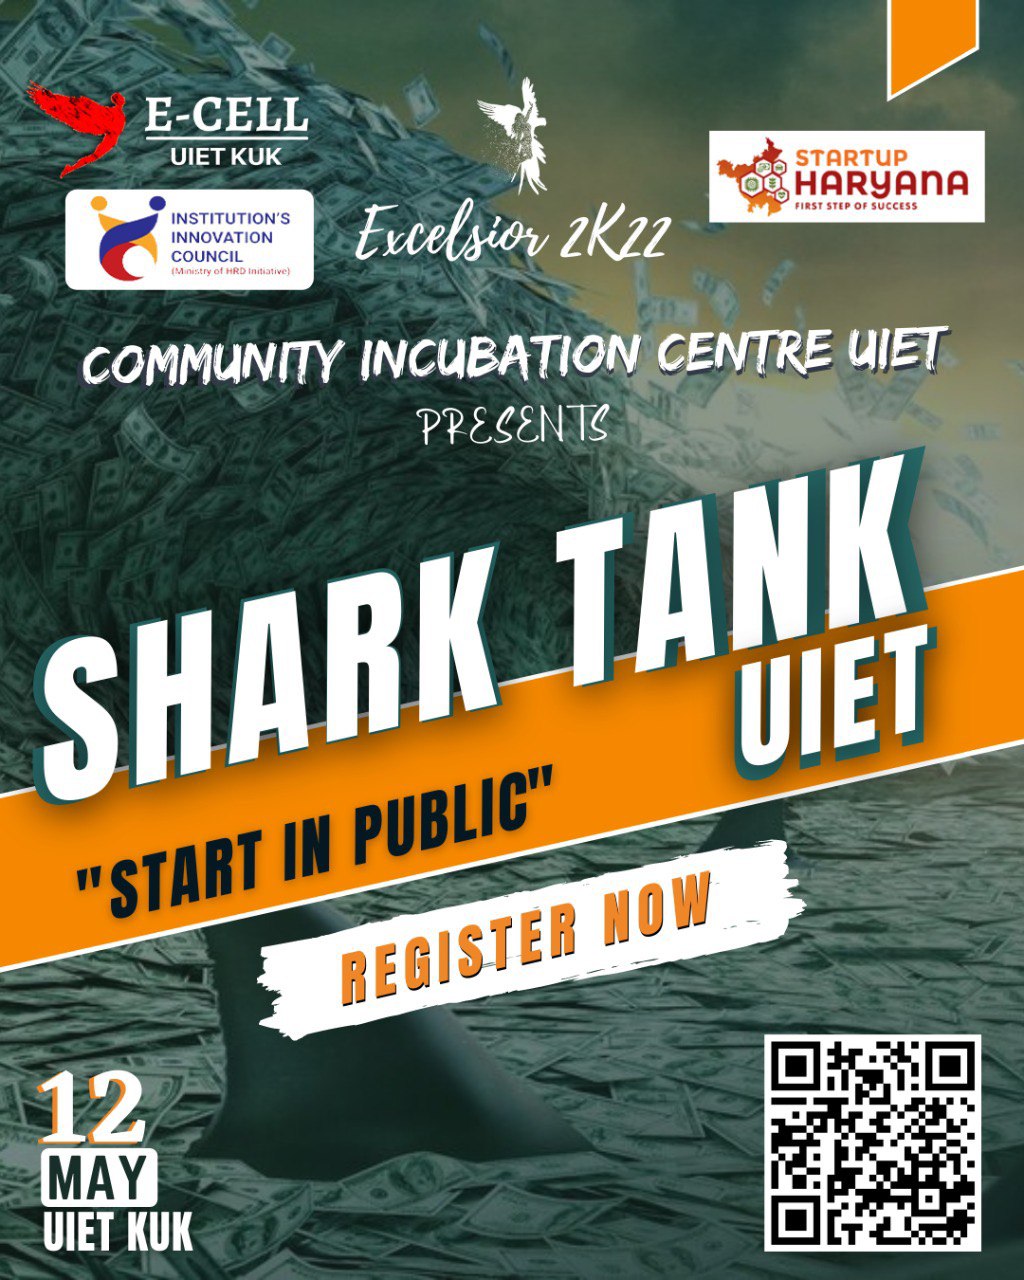 E-CELL
UIET KUK
INSTITUTION'S
INNOVATION
COUNCIL
(Ministry of HRD Initiative)
Excelsior 2K22
STARTUP
HARYANA
FIRST STEP OF SUCCESS
COMMUNITY INCUBATION CENTRE UIET
PRESENTS
SHARK TANK
UIET
"START IN PUBLIC"
REGISTER NOW
12
MAY
UIET KUK